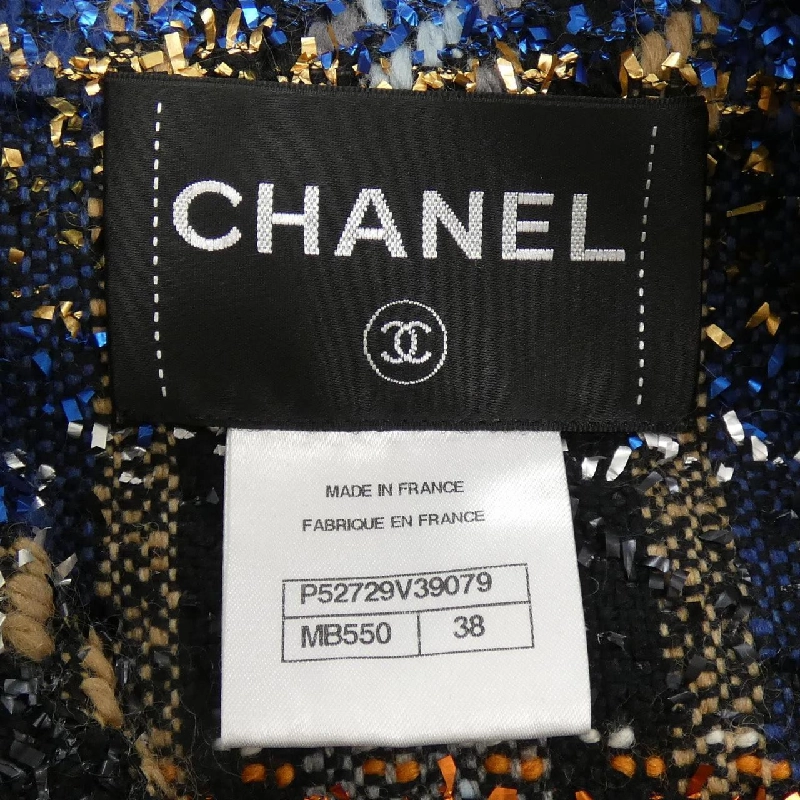 CHANEL
MADE IN FRANCE
FABRIQUE EN FRANCE
P52729V39079
MB550 38